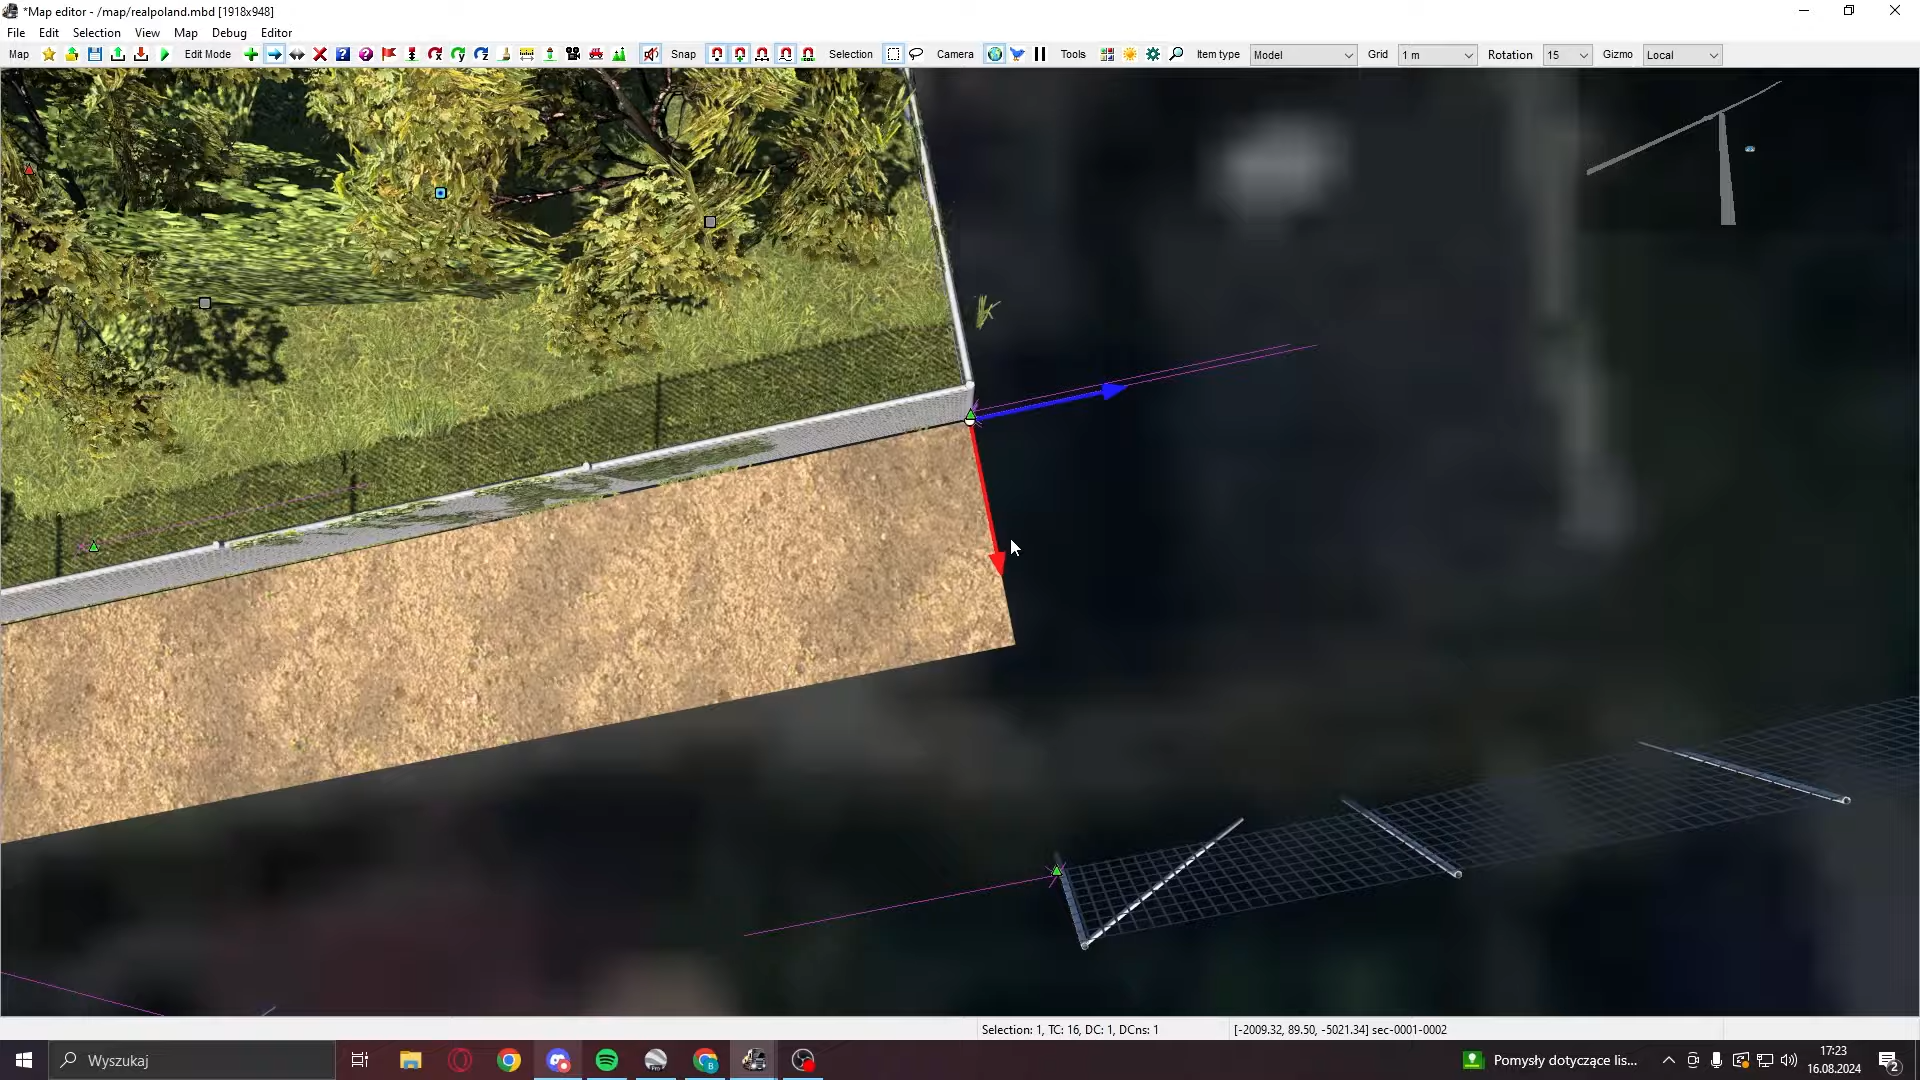 *Map editor - /map/realpoland.mbd [1918x948]
File Edit Selection View Map Debug Editor
Map Edit Mode Snap Selection Camera Tools Item type Model Grid 1 m Rotation 15 Gizmo Local
Selection: 1, TC: 16, DC: 1, DCns: 1 [-2009.32, 89.50, -5021.34] sec-0001-0002
Wyszukaj
Pomysły dotyczące lis...
17:23
16.08.2024
2